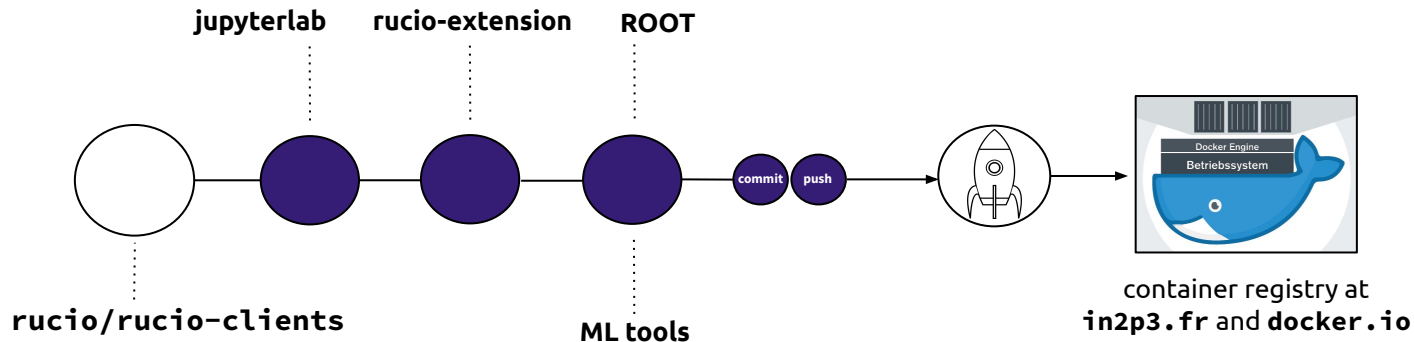 jupyterlab
rucio-extension
ROOT
commit
push
Docker Engine
Betriebssystem
rucio/rucio-clients
ML tools
container registry at
in2p3.fr and docker.io